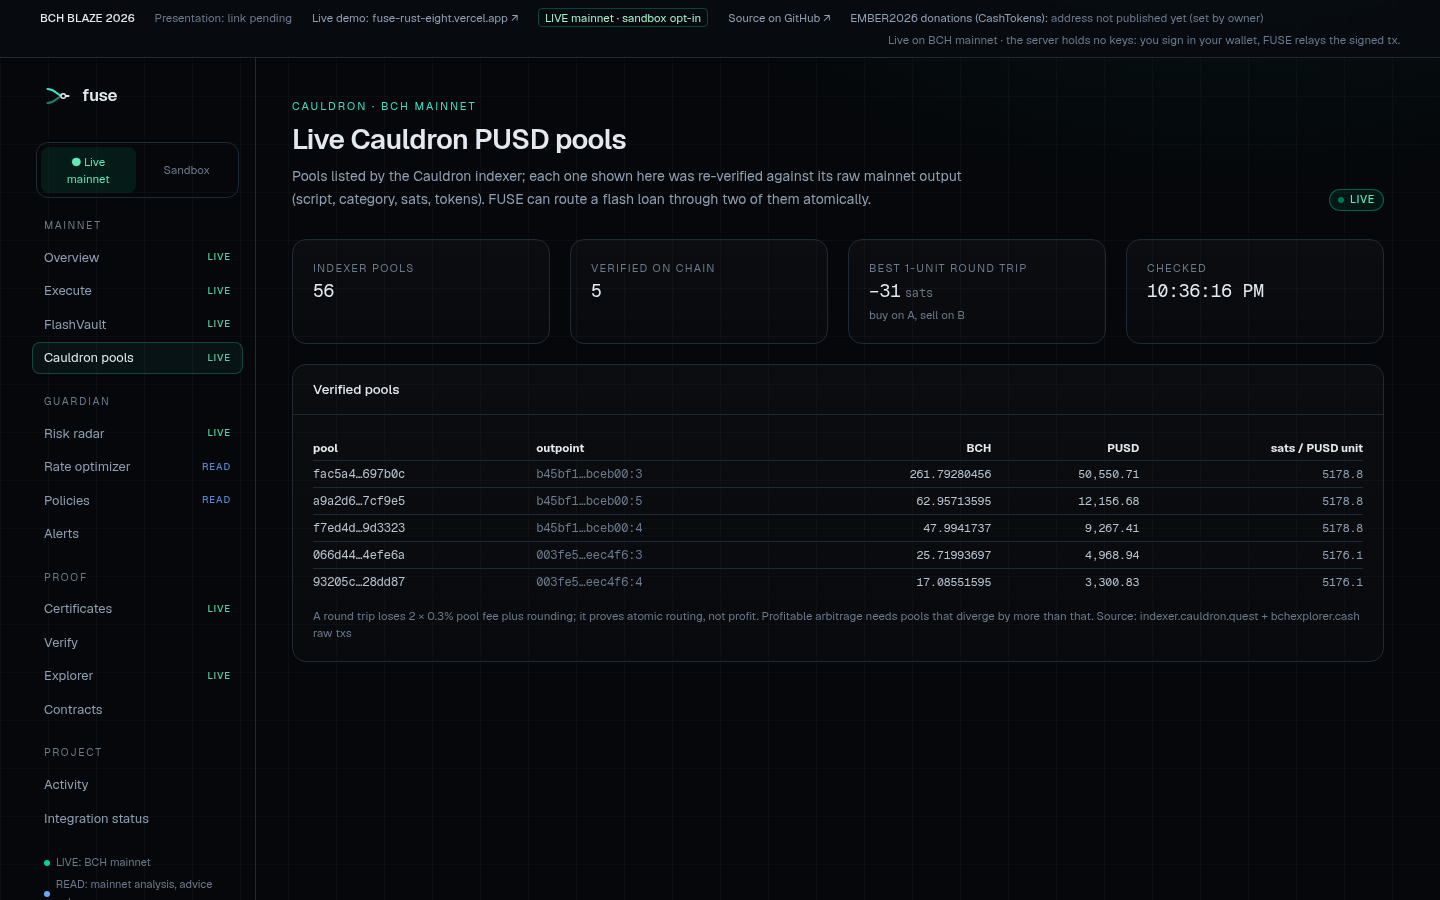 BCH BLAZE 2026
Presentation: link pending
Live demo: fuse-rust-eight.vercel.app ↗
LIVE mainnet · sandbox opt-in
Source on GitHub ↗
EMBER2026 donations (CashTokens): address not published yet (set by owner)
Live on BCH mainnet · the server holds no keys: you sign in your wallet, FUSE relays the signed tx.
fuse
Live
mainnet
Sandbox
MAINNET
Overview LIVE
Execute LIVE
FlashVault LIVE
Cauldron pools LIVE
GUARDIAN
Risk radar LIVE
Rate optimizer READ
Policies READ
Alerts
PROOF
Certificates LIVE
Verify
Explorer LIVE
Contracts
PROJECT
Activity
Integration status
LIVE: BCH mainnet
READ: mainnet analysis, advice
CAULDRON · BCH MAINNET
Live Cauldron PUSD pools
Pools listed by the Cauldron indexer; each one shown here was re-verified against its raw mainnet output
(script, category, sats, tokens). FUSE can route a flash loan through two of them atomically.
LIVE
INDEXER POOLS
56
VERIFIED ON CHAIN
5
BEST 1-UNIT ROUND TRIP
−31 sats
buy on A, sell on B
CHECKED
10:36:16 PM
Verified pools
pool outpoint BCH PUSD sats / PUSD unit
fac5a4…697b0c b45bf1…bceb00:3 261.79280456 50,550.71 5178.8
a9a2d6…7cf9e5 b45bf1…bceb00:5 62.95713595 12,156.68 5178.8
f7ed4d…9d3323 b45bf1…bceb00:4 47.9941737 9,267.41 5178.8
066d44…4efe6a 003fe5…eec4f6:3 25.71993697 4,968.94 5176.1
93205c…28dd87 003fe5…eec4f6:4 17.08551595 3,300.83 5176.1
A round trip loses 2 × 0.3% pool fee plus rounding; it proves atomic routing, not profit. Profitable arbitrage needs pools that diverge by more than that. Source: indexer.cauldron.quest + bchexplorer.cash
raw txs